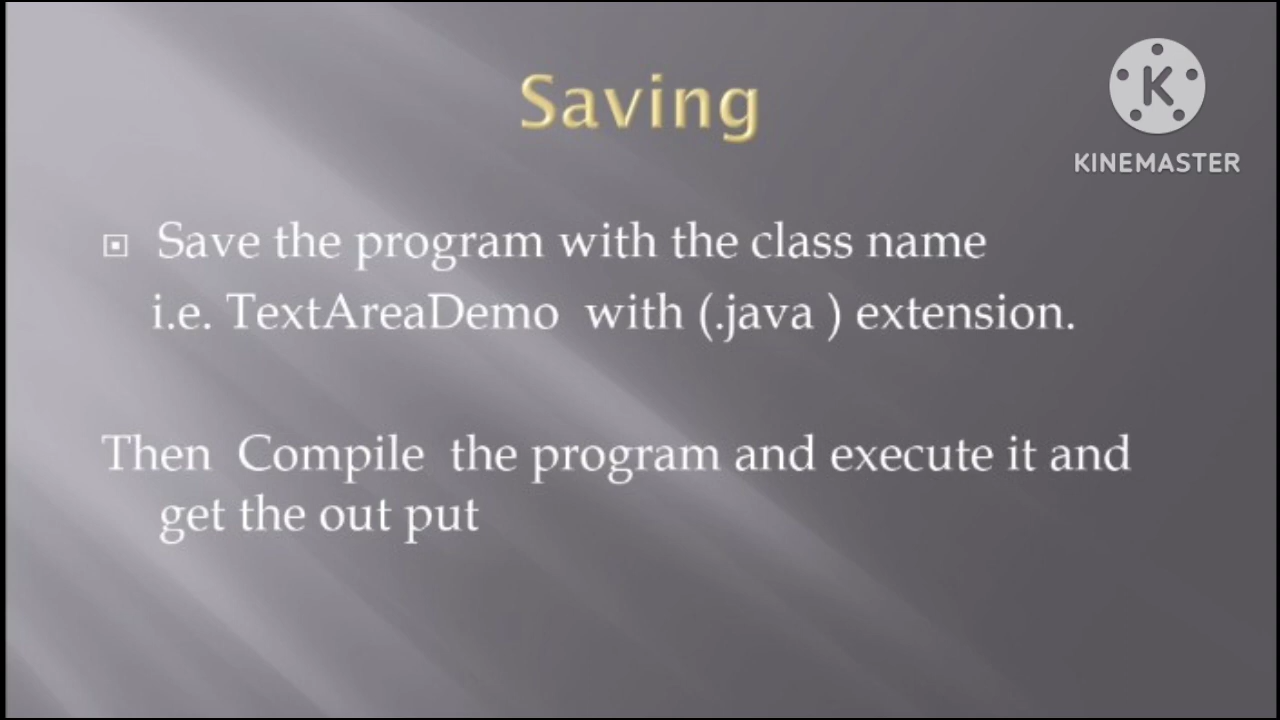 Saving
K
KINEMASTER
Save the program with the class name
i.e. TextAreaDemo with (.java ) extension.
Then Compile the program and execute it and
get the out put